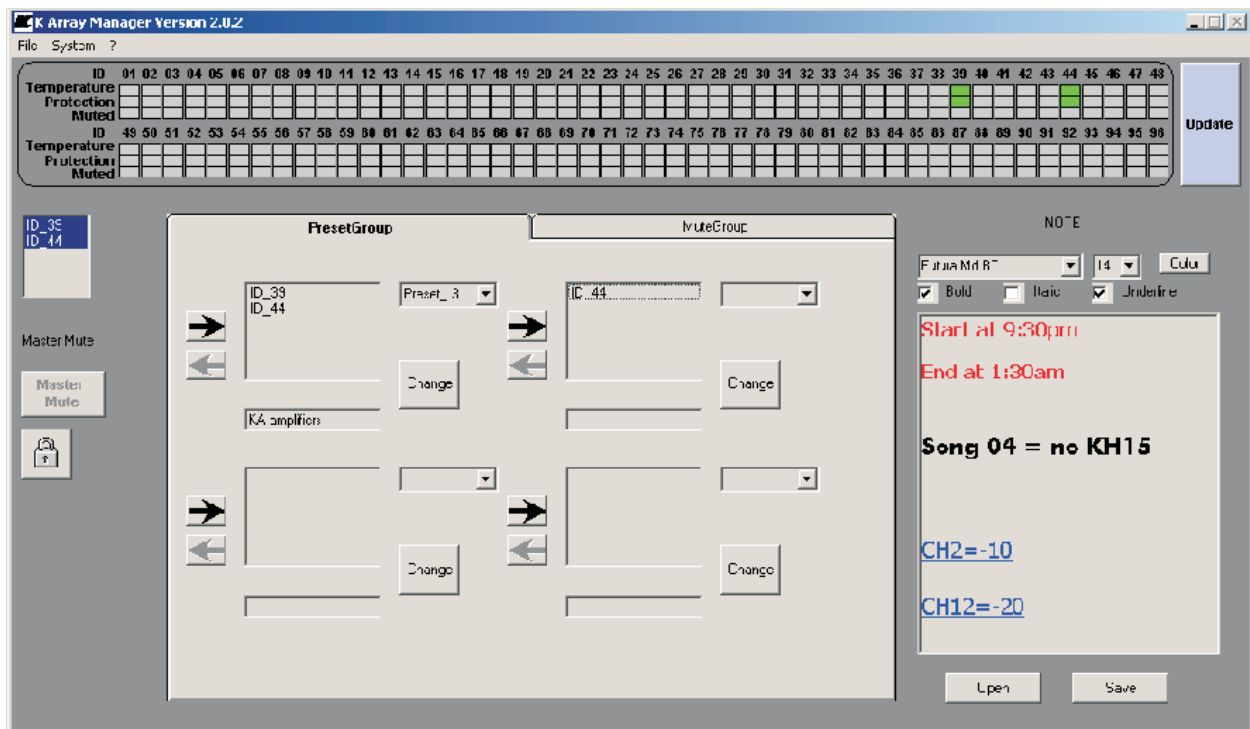 K Array Manager Version 2.0.2
File System ?
ID 01 02 03 04 05 06 07 08 09 10 11 12 13 14 15 16 17 18 19 20 21 22 23 24 25 26 27 28 29 30 31 32 33 34 35 36 37 38 39 40 41 42 43 44 45 46 47 48
Temperature
Protection
Muted
ID 49 50 51 52 53 54 55 56 57 58 59 60 61 62 63 64 65 66 67 68 69 70 71 72 73 74 75 76 77 78 79 80 81 82 83 84 85 86 87 88 89 90 91 92 93 94 95 96
Temperature
Protection
Muted
Update
ID_39
ID_44
Master Mute
Master
Mute
PresetGroup
MuteGroup
ID_39
ID_44
Preset_3
Change
KA amplifiers
ID_44
Change
Change
Change
NOTE
Futura Md BT
14
Color
Bold
Italic
Underline
Start at 9:30pm
End at 1:30am
Song 04 = no KH15
CH2=-10
CH12=-20
Open
Save